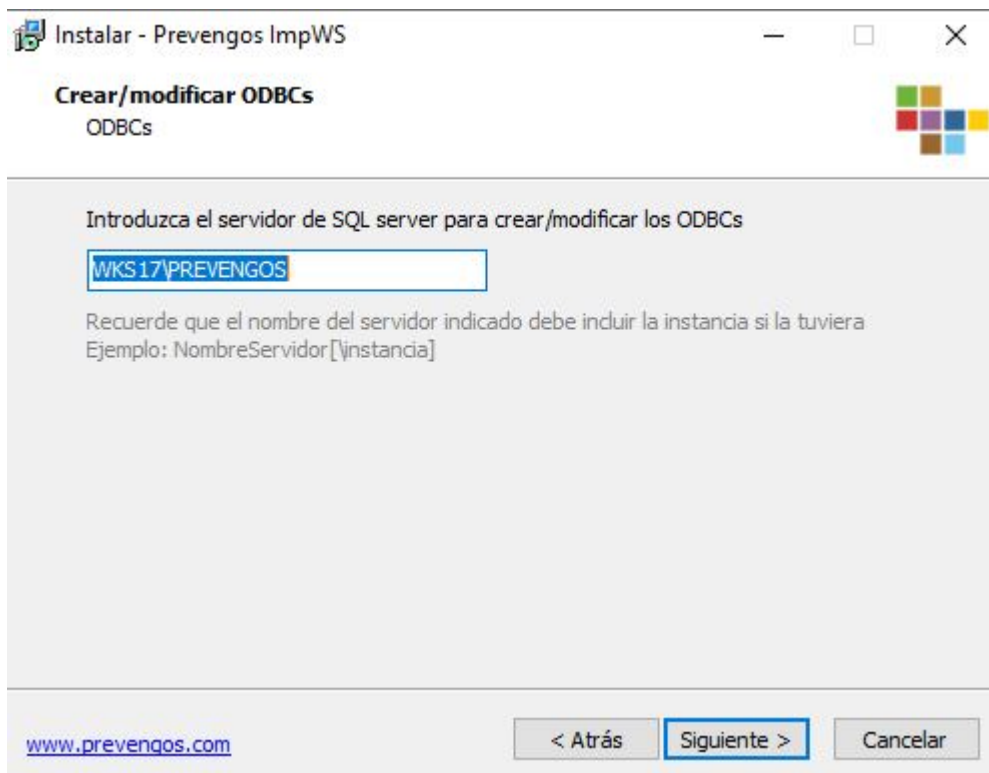 Instalar - Prevengos ImpWS
Crear/modificar ODBCs
ODBCs
Introduzca el servidor de SQL server para crear/modificar los ODBCs
WKS17\PREVENGOS
Recuerde que el nombre del servidor indicado debe incluir la instancia si la tuviera
Ejemplo: NombreServidor[\instancia]
www.prevengos.com
< Atrás
Siguiente >
Cancelar